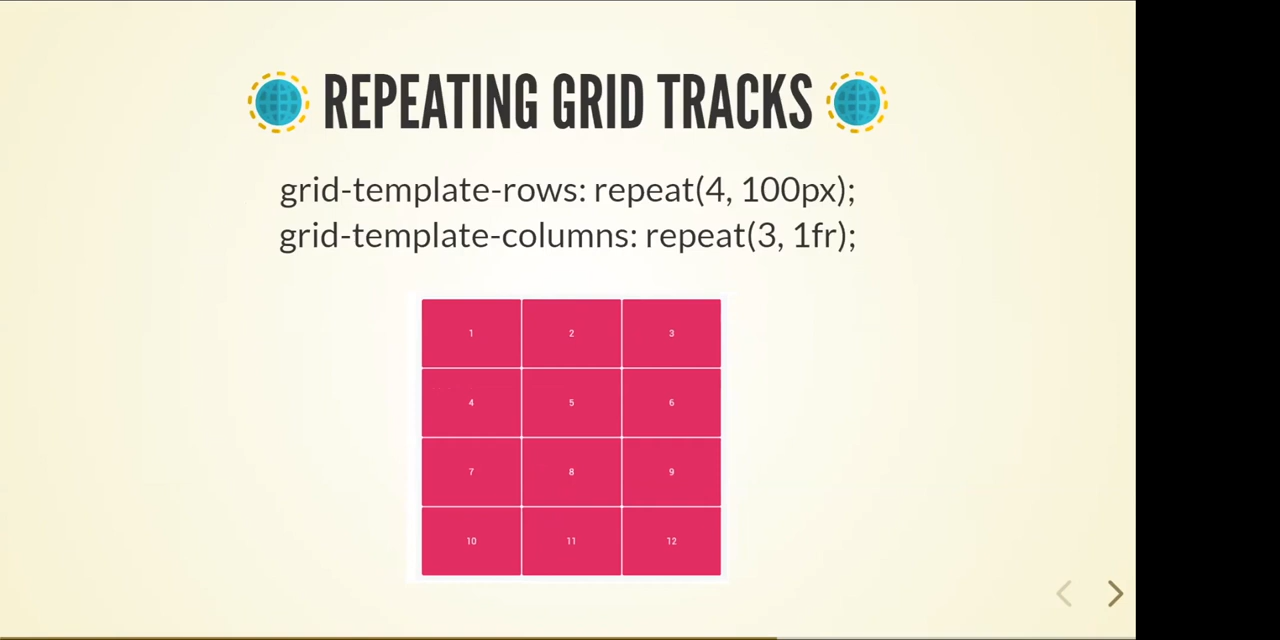 REPEATING GRID TRACKS
grid-template-rows: repeat(4, 100px);
grid-template-columns: repeat(3, 1fr);
1 2 3
4 5 6
7 8 9
10 11 12